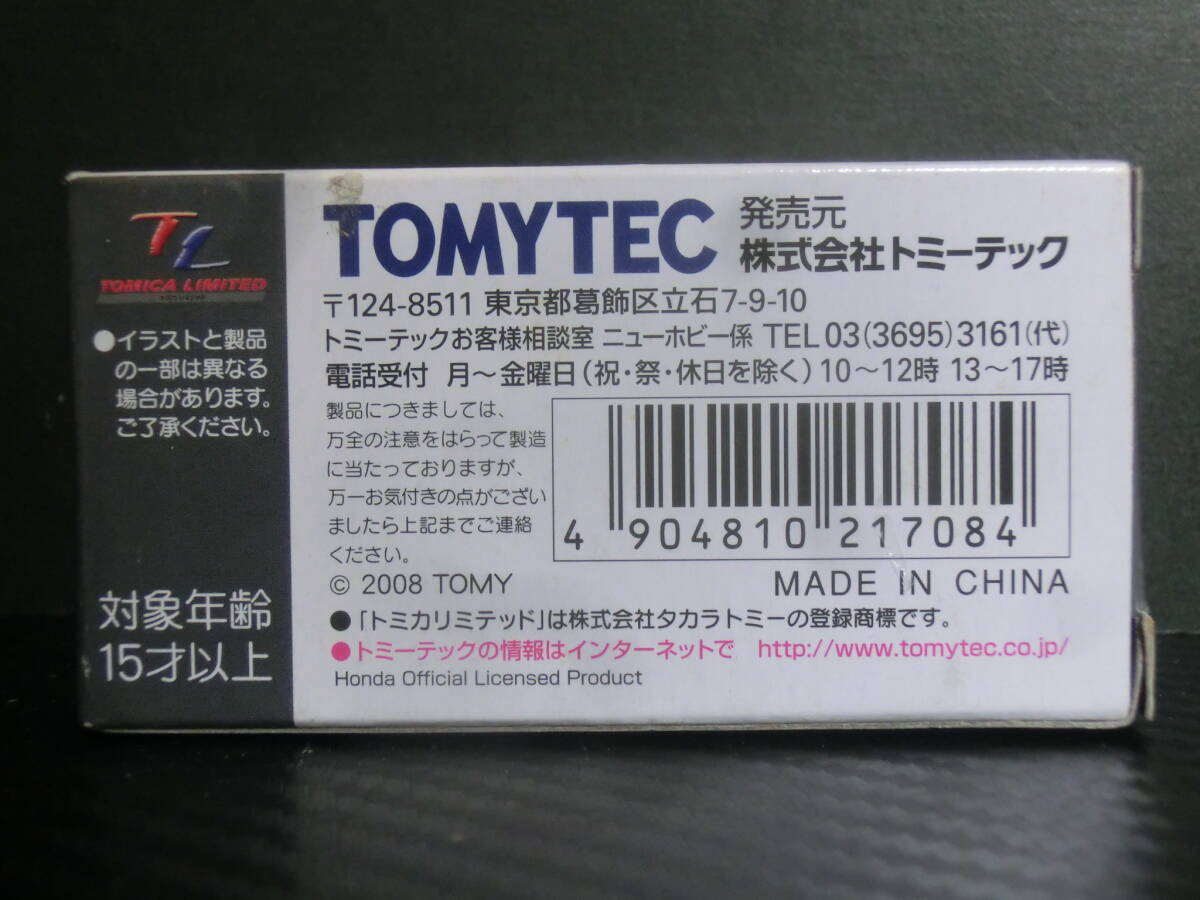 TL
TOMICA LIMITED
●イラストと製品
の一部は異なる
場合があります。
ご了承ください。
対象年齢
15才以上
TOMYTEC 発売元
株式会社トミーテック
〒124-8511 東京都葛飾区立石7-9-10
トミーテックお客様相談室 ニューホビー係 TEL 03(3695)3161(代)
電話受付 月～金曜日(祝・祭・休日を除く)10～12時 13～17時
製品につきましては、
万全の注意をはらって製造
に当たっておりますが、
万一お気付きの点がござい
ましたら上記までご連絡
ください。
4 904810 217084
© 2008 TOMY MADE IN CHINA
●「トミカリミテッド」は株式会社タカラトミーの登録商標です。
●トミーテックの情報はインターネットで http://www.tomytec.co.jp/
Honda Official Licensed Product